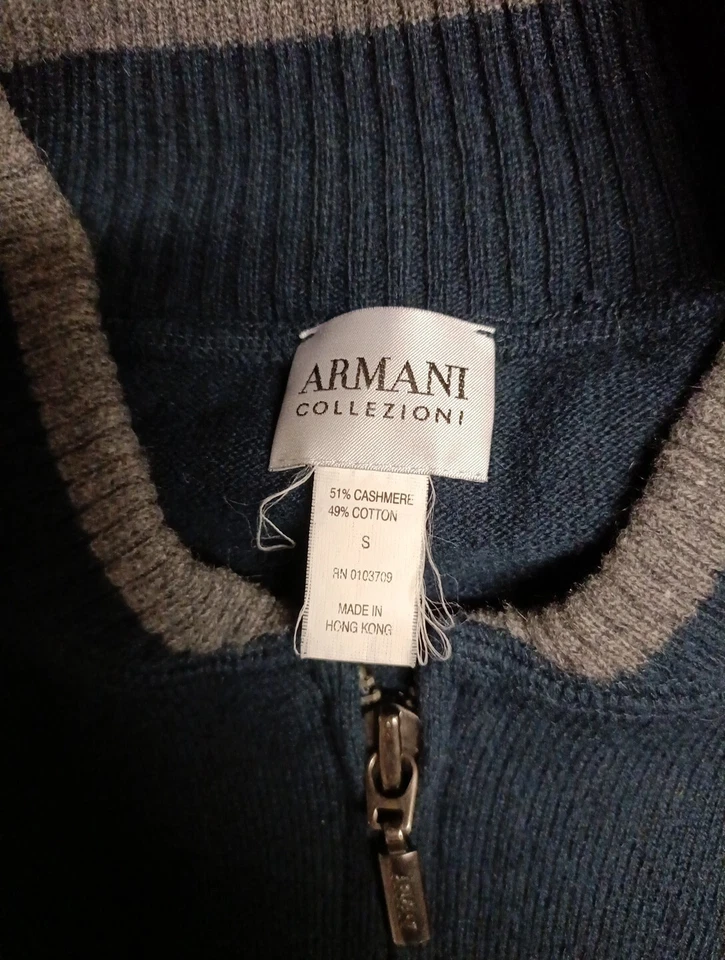 ARMANI
COLLEZIONI
51% CASHMERE
49% COTTON
S
RN 0103709
MADE IN
HONG KONG